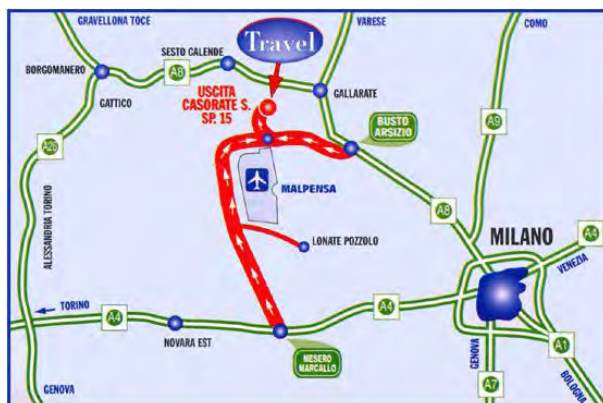 GRAVELLONA TOCE
VARESE
COMO
SESTO CALENDE
Travel
BORGOMANERO
A8
GATTICO
USCITA
CASORATE S.
SP. 15
GALLARATE
BUSTO
ARSIZIO
A9
A26
ALESSANDRIA TORINO
MALPENSA
A8
LONATE POZZOLO
MILANO
A4
VENEZIA
TORINO
A4
A4
NOVARA EST
MESERO
MARCALLO
GENOVA
GENOVA
A7
A1
BOLOGNA